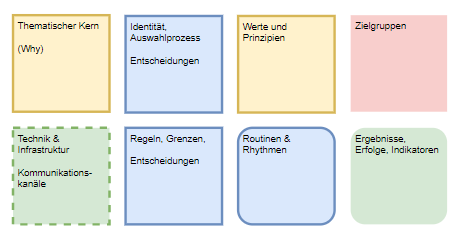 Thematischer Kern
(Why)
Identität,
Auswahlprozess
Entscheidungen
Werte und
Prinzipien
Zielgruppen
Technik &
Infrastruktur
Kommunikations-
kanäle
Regeln, Grenzen,
Entscheidungen
Routinen &
Rhythmen
Ergebnisse,
Erfolge, Indikatoren